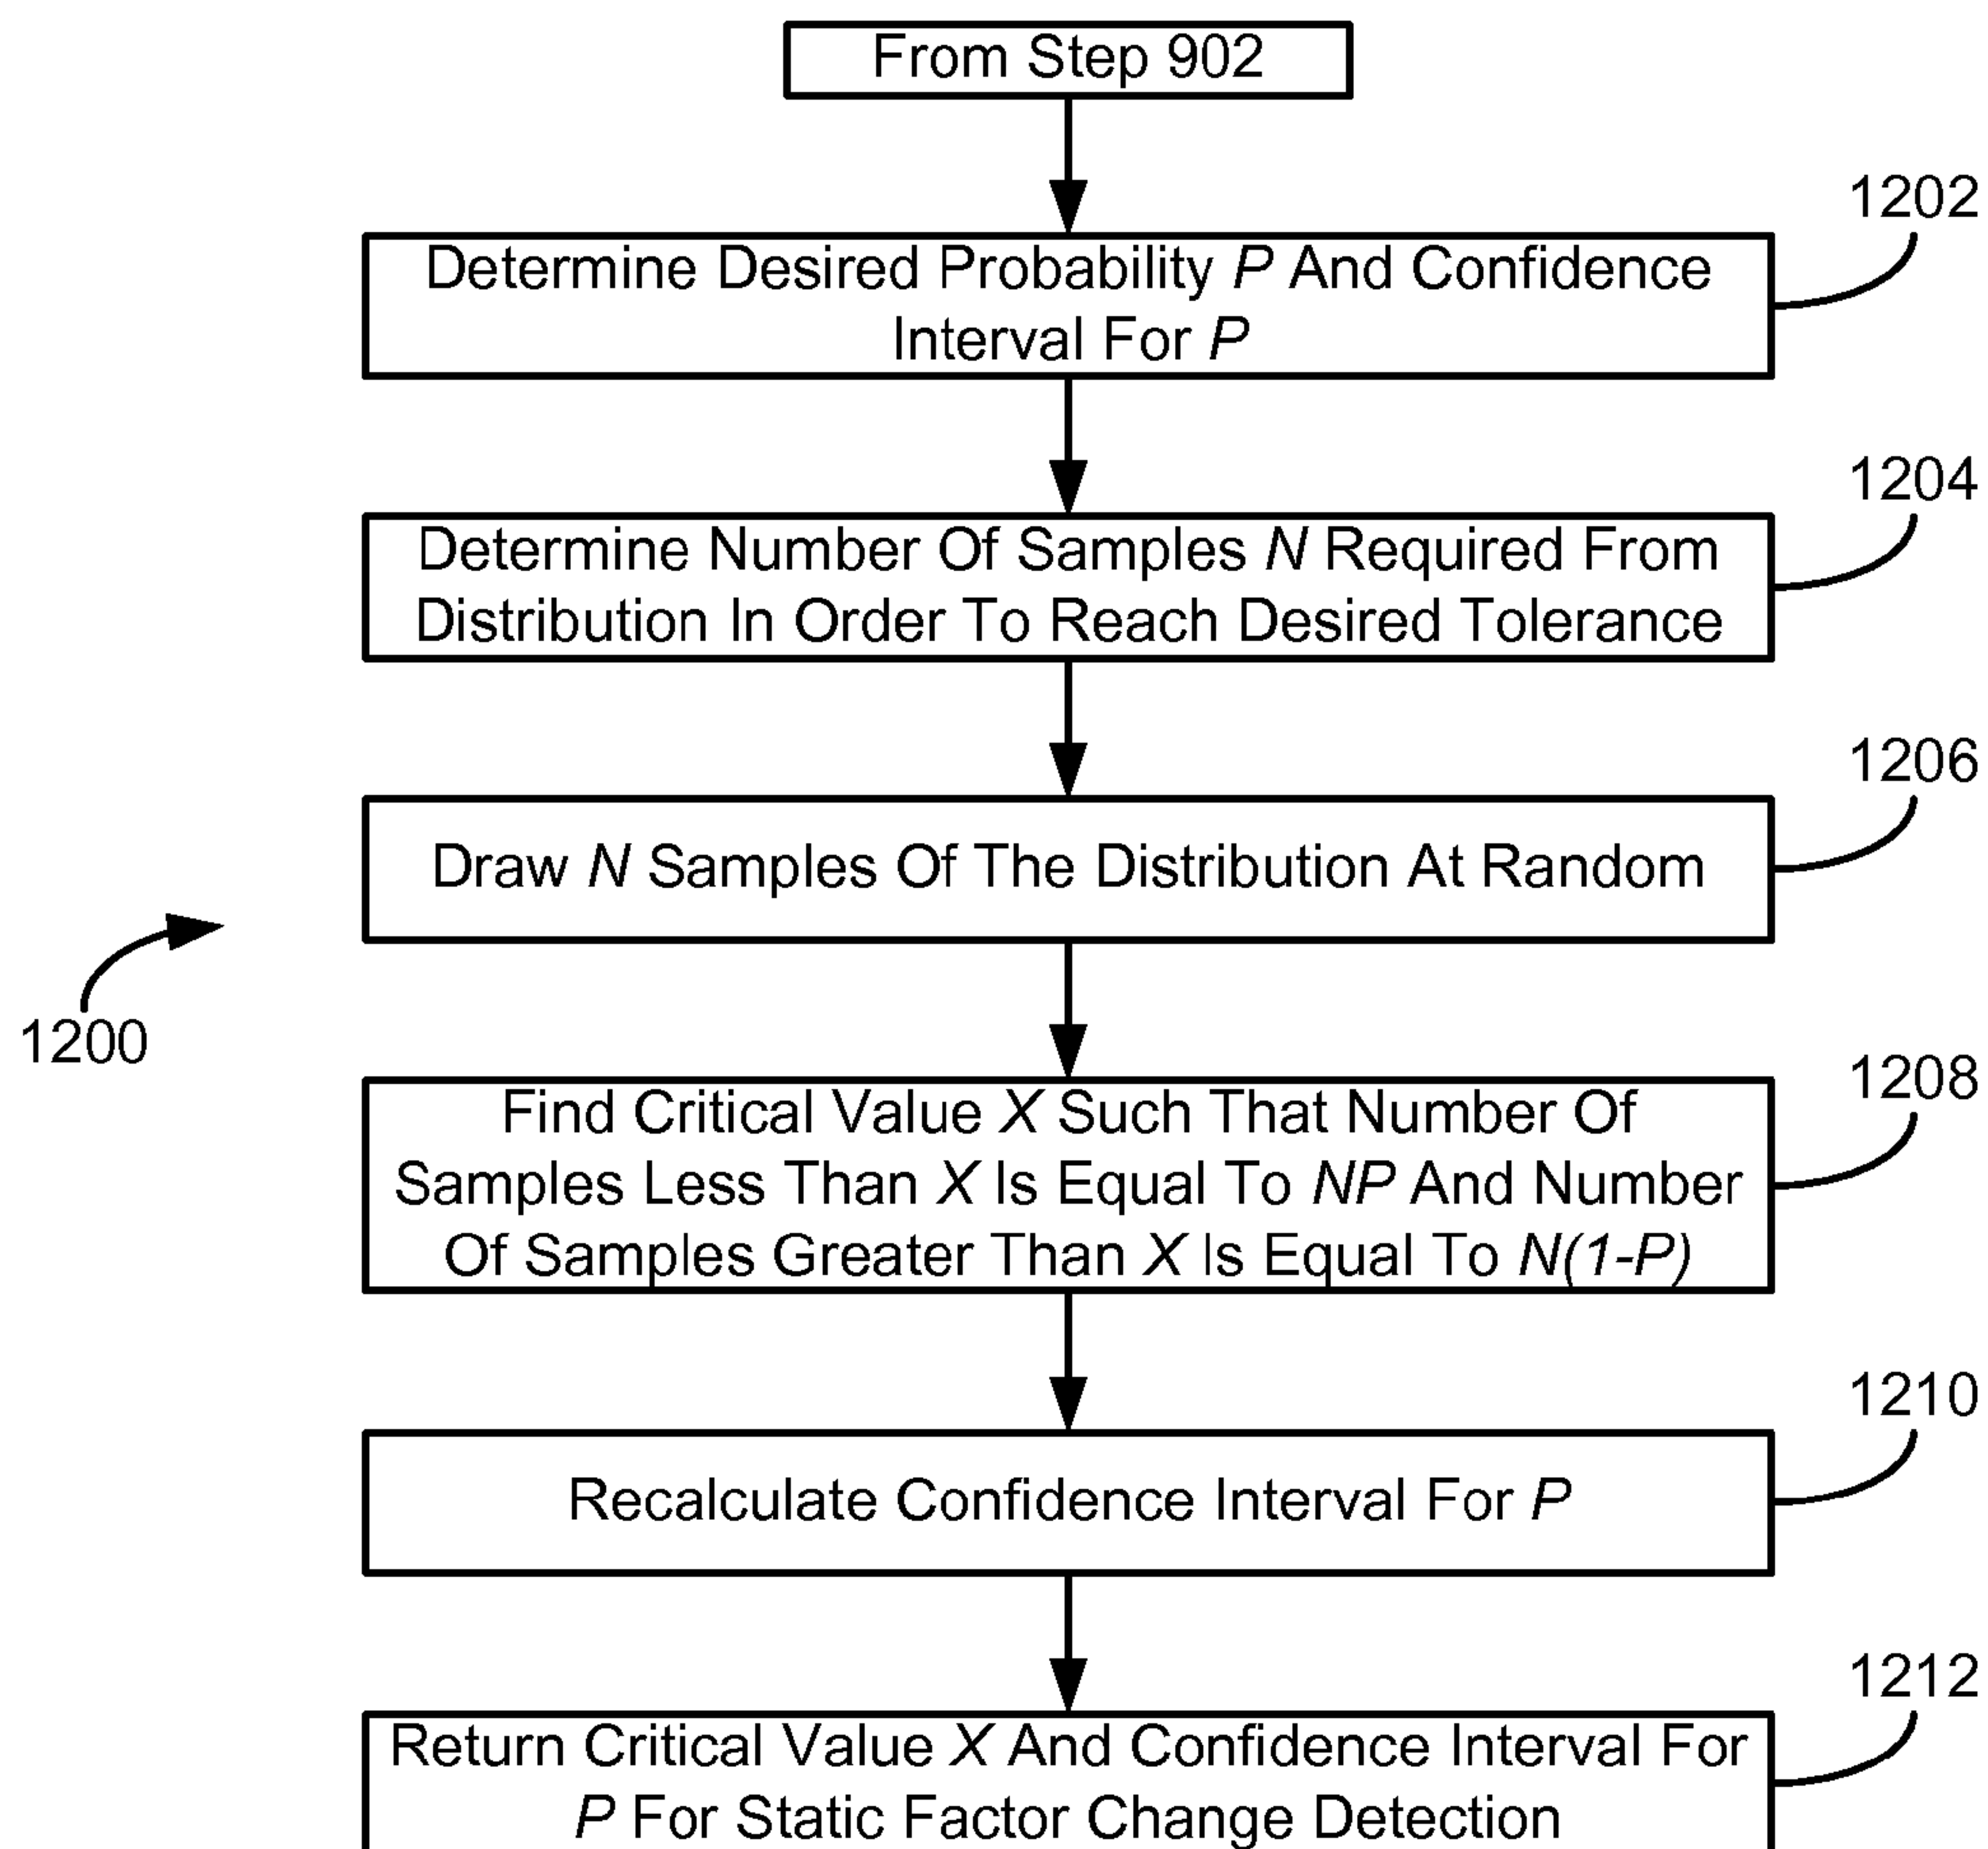 From Step 902
1202
Determine Desired Probability P And Confidence
Interval For P
1204
Determine Number Of Samples N Required From
Distribution In Order To Reach Desired Tolerance
1206
Draw N Samples Of The Distribution At Random
1200
1208
Find Critical Value X Such That Number Of
Samples Less Than X Is Equal To NP And Number
Of Samples Greater Than X Is Equal To N(1-P)
1210
Recalculate Confidence Interval For P
1212
Return Critical Value X And Confidence Interval For
P For Static Factor Change Detection